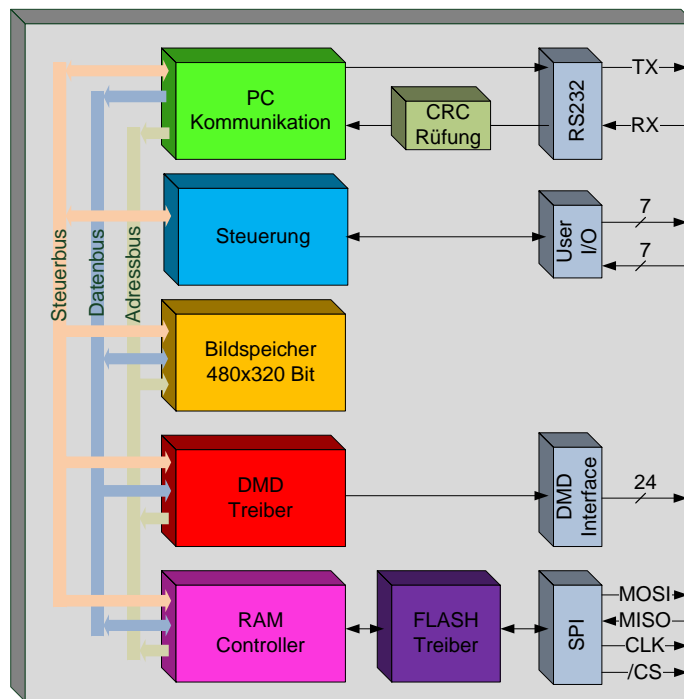 PC
Kommunikation
CRC
Rüfung
RS232
TX
RX
Steuerung
User
I/O
7
7
Steuerbus
Datenbus
Adressbus
Bildspeicher
480x320 Bit
DMD
Treiber
DMD
Interface
24
RAM
Controller
FLASH
Treiber
SPI
MOSI
MISO
CLK
/CS